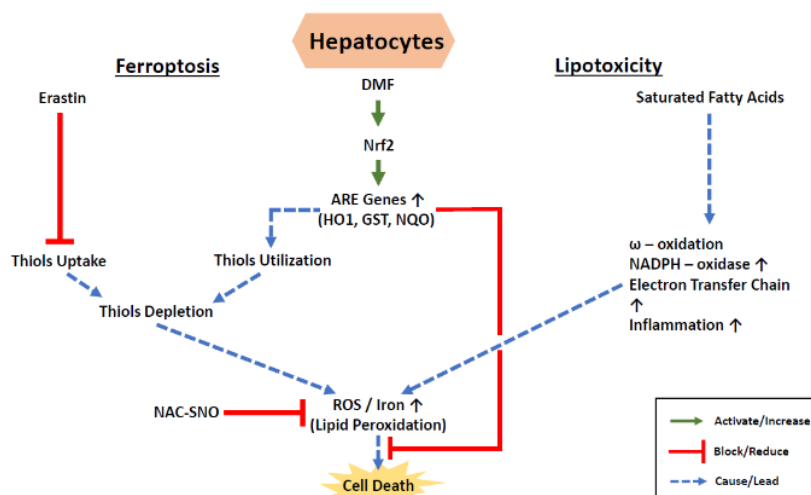 Hepatocytes
Ferroptosis
Lipotoxicity
DMF
Erastin
Saturated Fatty Acids
Nrf2
ARE Genes ↑
(HO1, GST, NQO)
Thiols Uptake
Thiols Utilization
ω – oxidation
NADPH – oxidase ↑
Electron Transfer Chain
↑
Inflammation ↑
Thiols Depletion
NAC-SNO
ROS / Iron ↑
(Lipid Peroxidation)
Cell Death
Activate/Increase
Block/Reduce
Cause/Lead